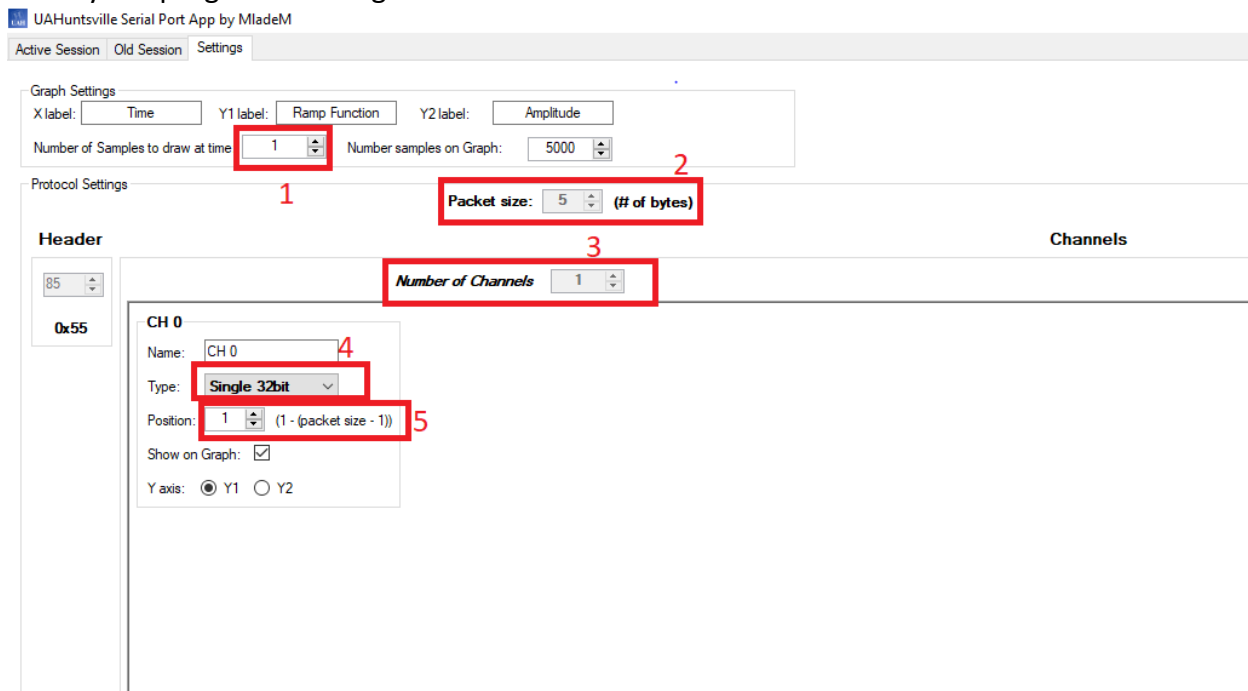 UAHuntsville Serial Port App by MladeM
Active Session Old Session Settings
Graph Settings
X label: Time Y1 label: Ramp Function Y2 label: Amplitude
Number of Samples to draw at time 1 Number samples on Graph: 5000
1
2
Protocol Settings
Packet size: 5 (# of bytes)
Header
Channels
3
85
Number of Channels 1
0x55
CH 0
Name: CH 0
4
Type: Single 32bit
Position: 1 (1 - (packet size - 1))
5
Show on Graph:
Y axis: Y1 Y2